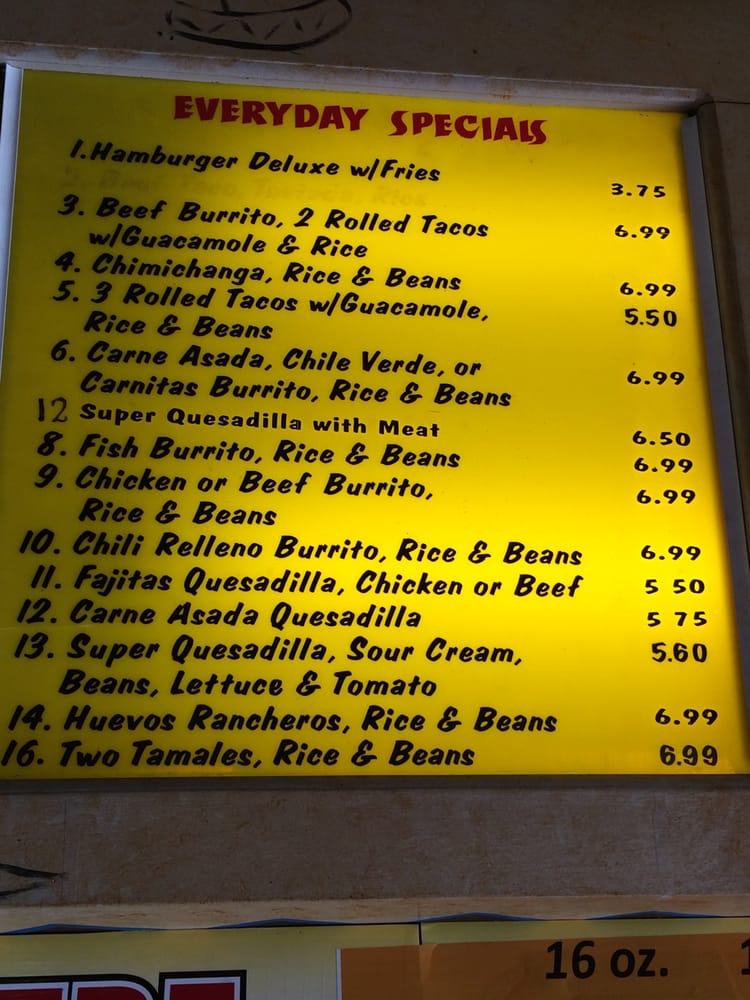 EVERYDAY SPECIALS
1. Hamburger Deluxe w/Fries 3.75
3. Beef Burrito, 2 Rolled Tacos 6.99
w/Guacamole & Rice
4. Chimichanga, Rice & Beans 6.99
5. 3 Rolled Tacos w/Guacamole, 5.50
Rice & Beans
6. Carne Asada, Chile Verde, or 6.99
Carnitas Burrito, Rice & Beans
12 Super Quesadilla with Meat 6.50
8. Fish Burrito, Rice & Beans 6.99
9. Chicken or Beef Burrito, 6.99
Rice & Beans
10. Chili Relleno Burrito, Rice & Beans 6.99
11. Fajitas Quesadilla, Chicken or Beef 5 50
12. Carne Asada Quesadilla 5 75
13. Super Quesadilla, Sour Cream, 5.60
Beans, Lettuce & Tomato
14. Huevos Rancheros, Rice & Beans 6.99
16. Two Tamales, Rice & Beans 6.99
16 oz.